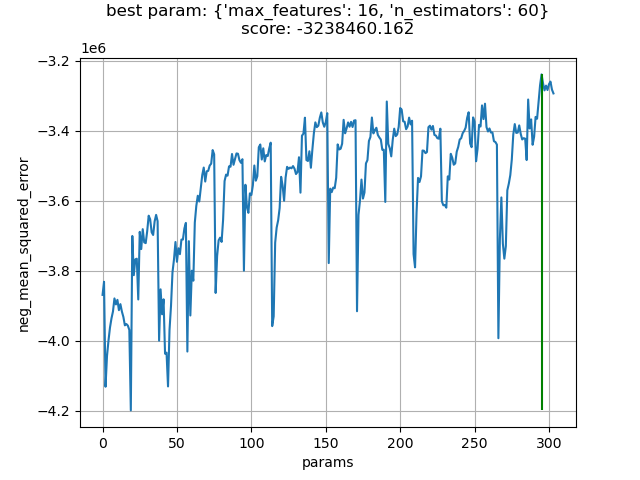 best param: {'max_features': 16, 'n_estimators': 60}
score: -3238460.162
1e6
−3.2
−3.4
−3.6
−3.8
−4.0
−4.2
neg_mean_squared_error
0 50 100 150 200 250 300
params